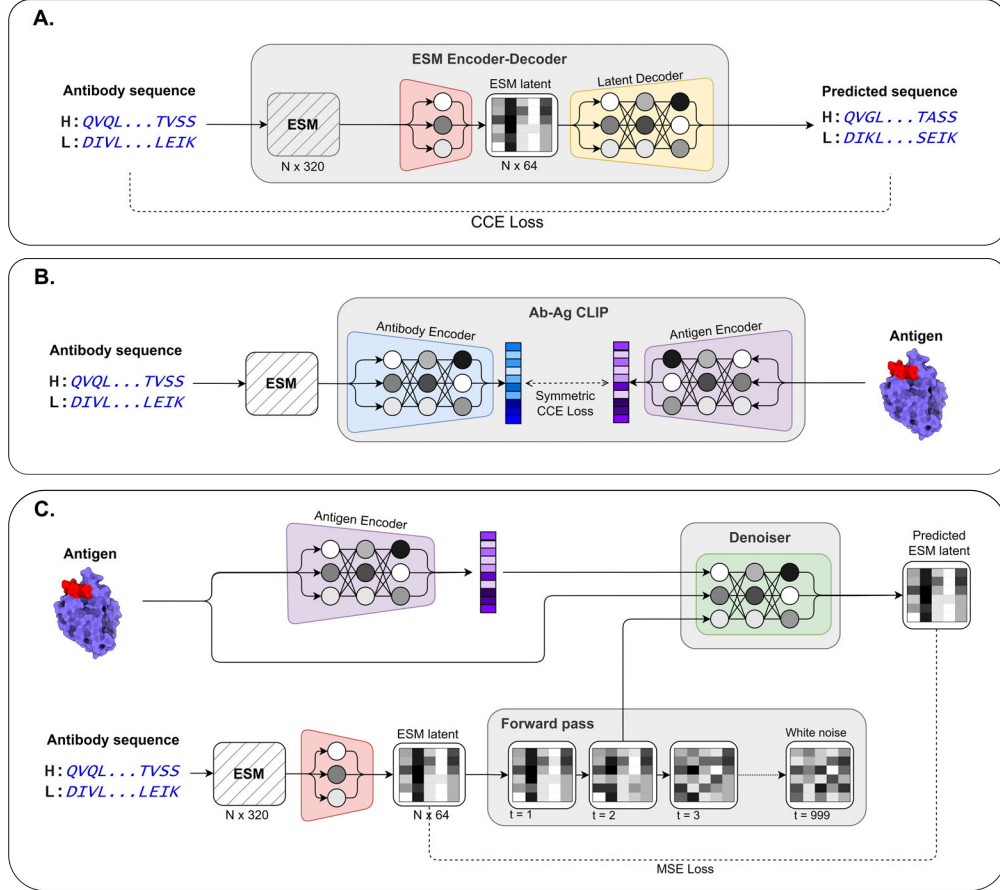 A.
ESM Encoder-Decoder
Antibody sequence
H:QVQL...TVSS
L:DIVL...LEIK
ESM
N x 320
ESM latent
N x 64
Latent Decoder
Predicted sequence
H:QVGL...TASS
L:DIKL...SEIK
CCE Loss
B.
Ab-Ag CLIP
Antibody sequence
H:QVQL...TVSS
L:DIVL...LEIK
ESM
Antibody Encoder
Symmetric
CCE Loss
Antigen Encoder
Antigen
C.
Antigen
Antigen Encoder
Denoiser
Predicted
ESM latent
Antibody sequence
H:QVQL...TVSS
L:DIVL...LEIK
ESM
N x 320
ESM latent
N x 64
Forward pass
t = 1
t = 2
t = 3
White noise
t = 999
MSE Loss